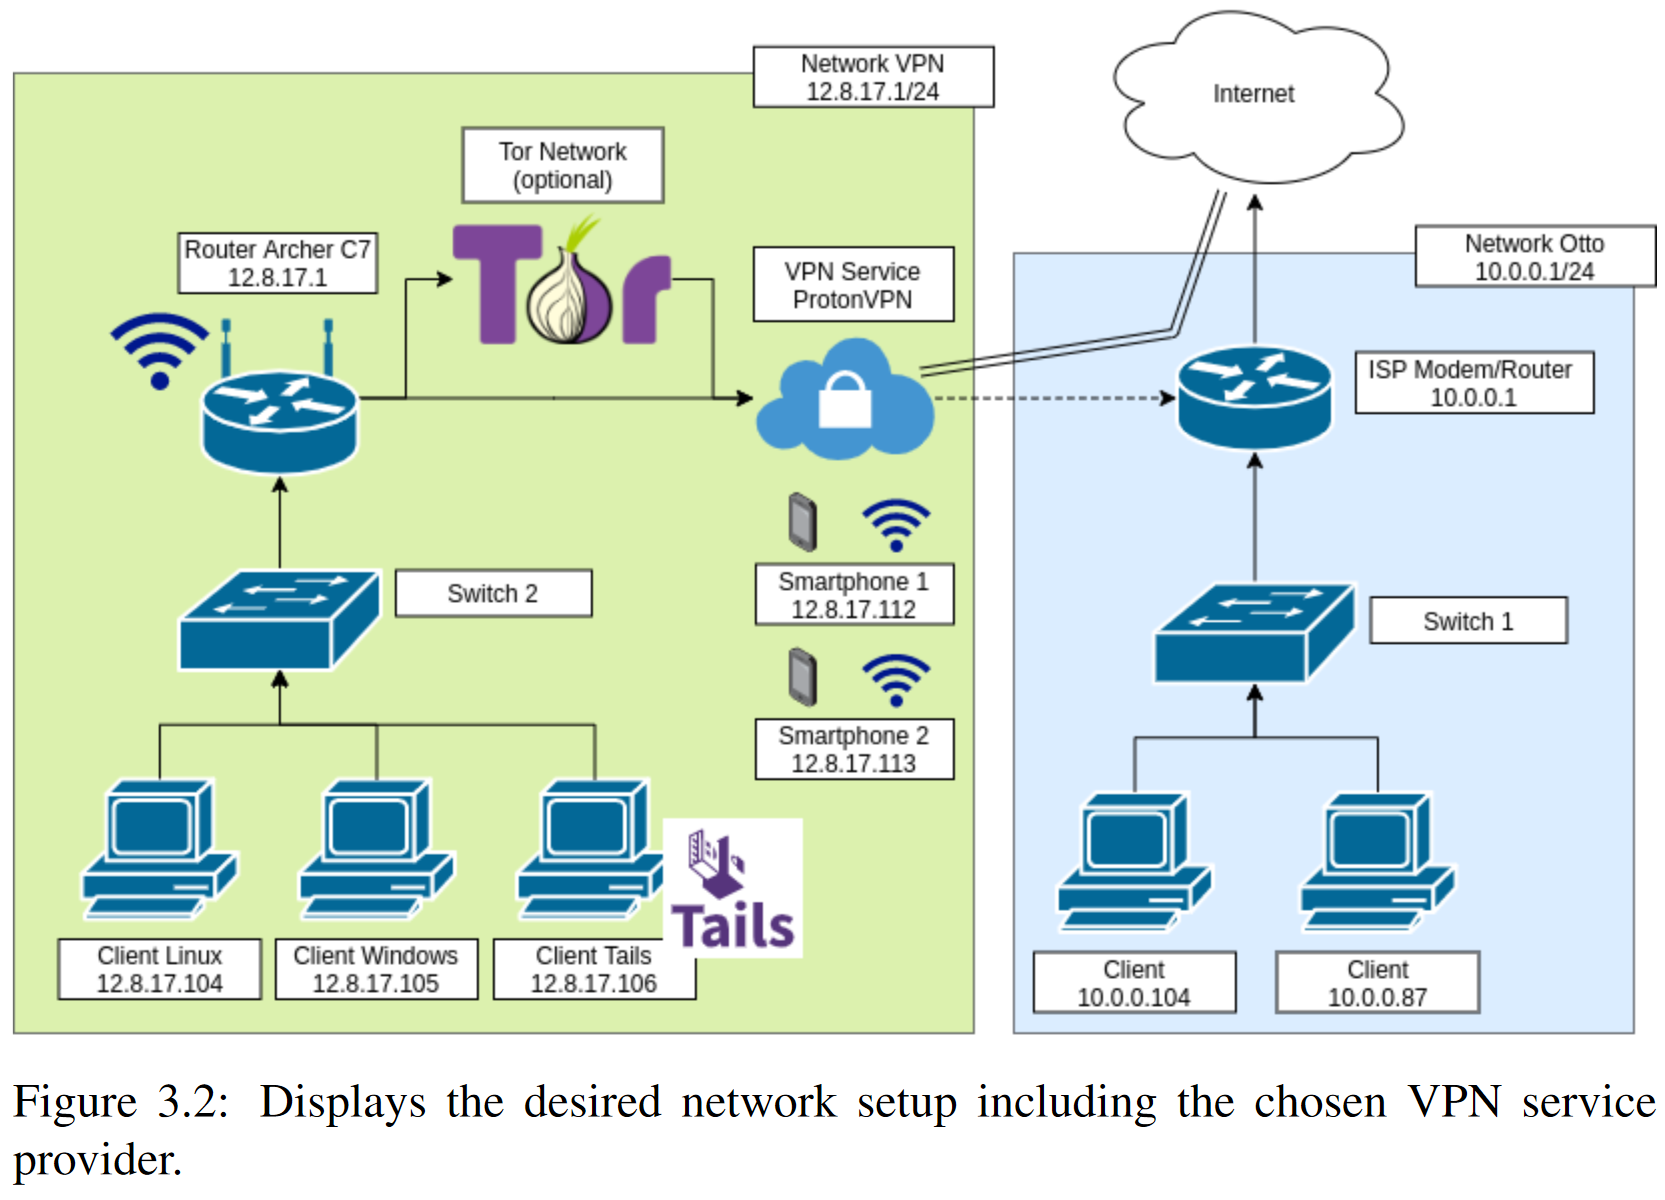 Network VPN
12.8.17.1/24
Internet
Tor Network
(optional)
Router Archer C7
12.8.17.1
Tor
VPN Service
ProtonVPN
Network Otto
10.0.0.1/24
ISP Modem/Router
10.0.0.1
Switch 2
Smartphone 1
12.8.17.112
Switch 1
Smartphone 2
12.8.17.113
Tails
Client Linux
12.8.17.104
Client Windows
12.8.17.105
Client Tails
12.8.17.106
Client
10.0.0.104
Client
10.0.0.87
Figure 3.2: Displays the desired network setup including the chosen VPN service
provider.